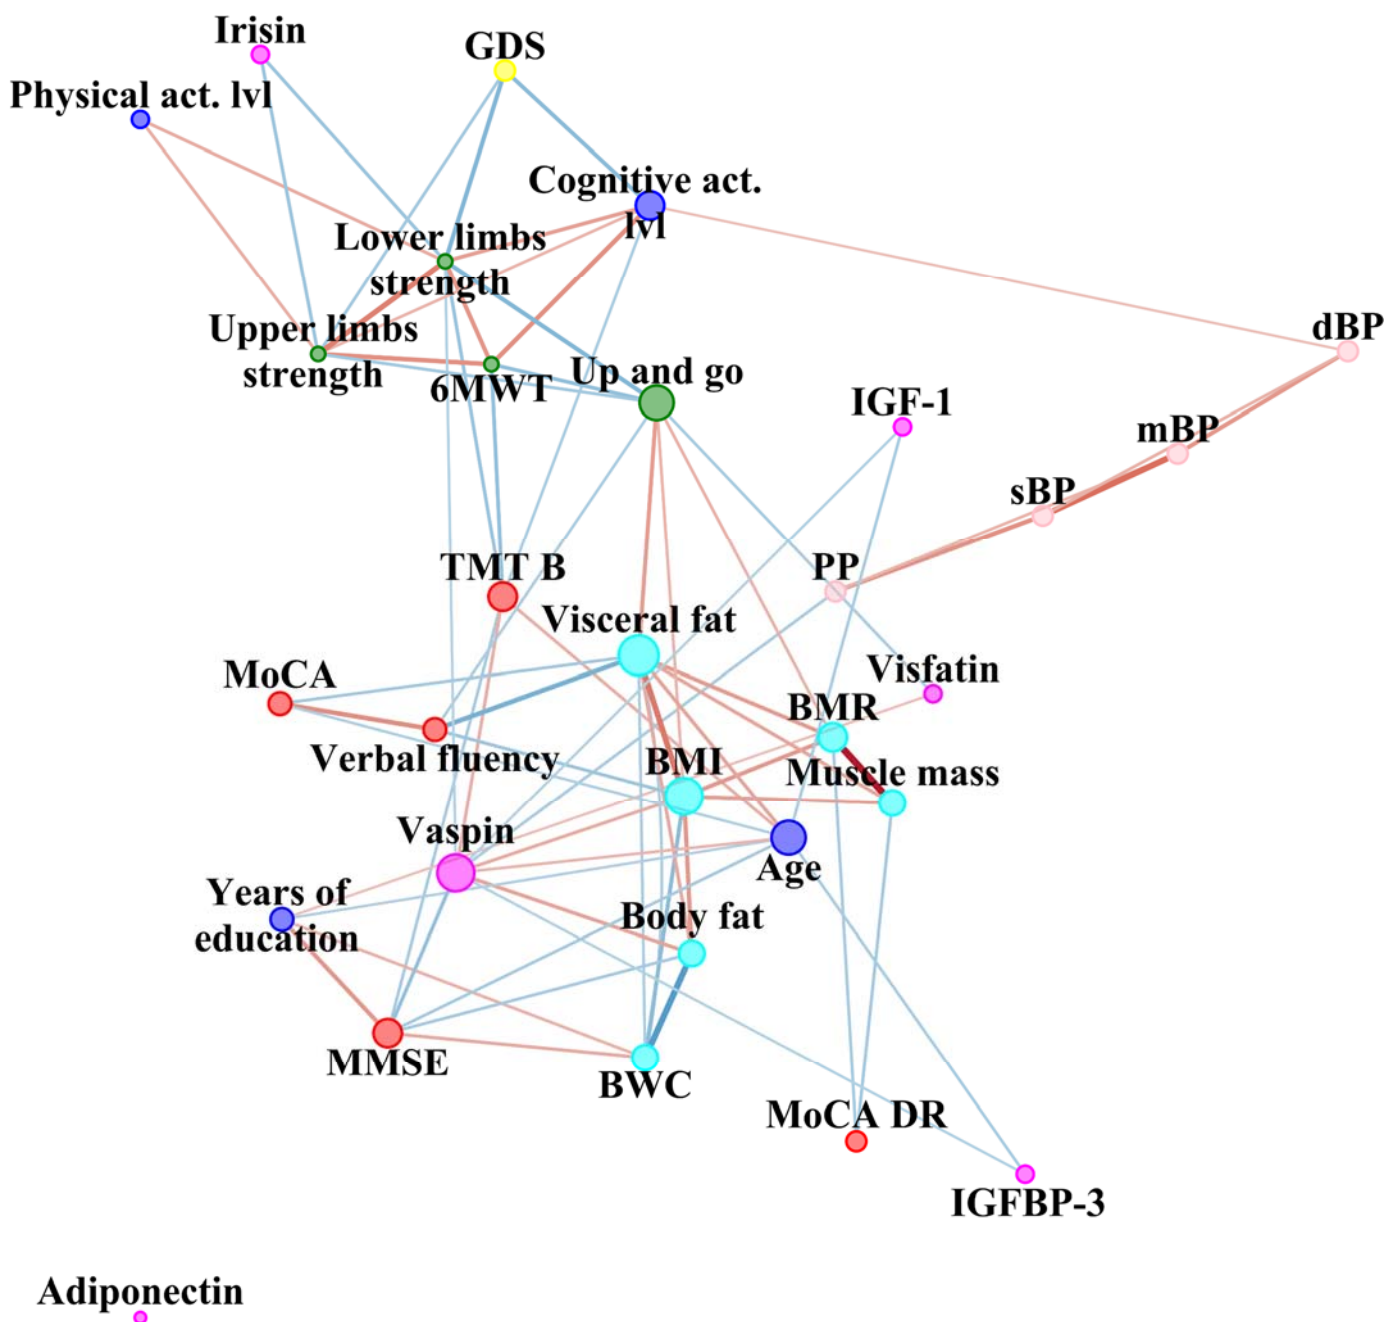 Irisin
GDS
Physical act. lvl
Cognitive act.
lvl
Lower limbs
strength
Upper limbs
strength
6MWT
Up and go
dBP
IGF-1
mBP
sBP
PP
TMT B
Visceral fat
MoCA
Visfatin
BMR
Verbal fluency
BMI
Muscle mass
Vaspin
Age
Years of
education
Body fat
MMSE
BWC
MoCA DR
IGFBP-3
Adiponectin